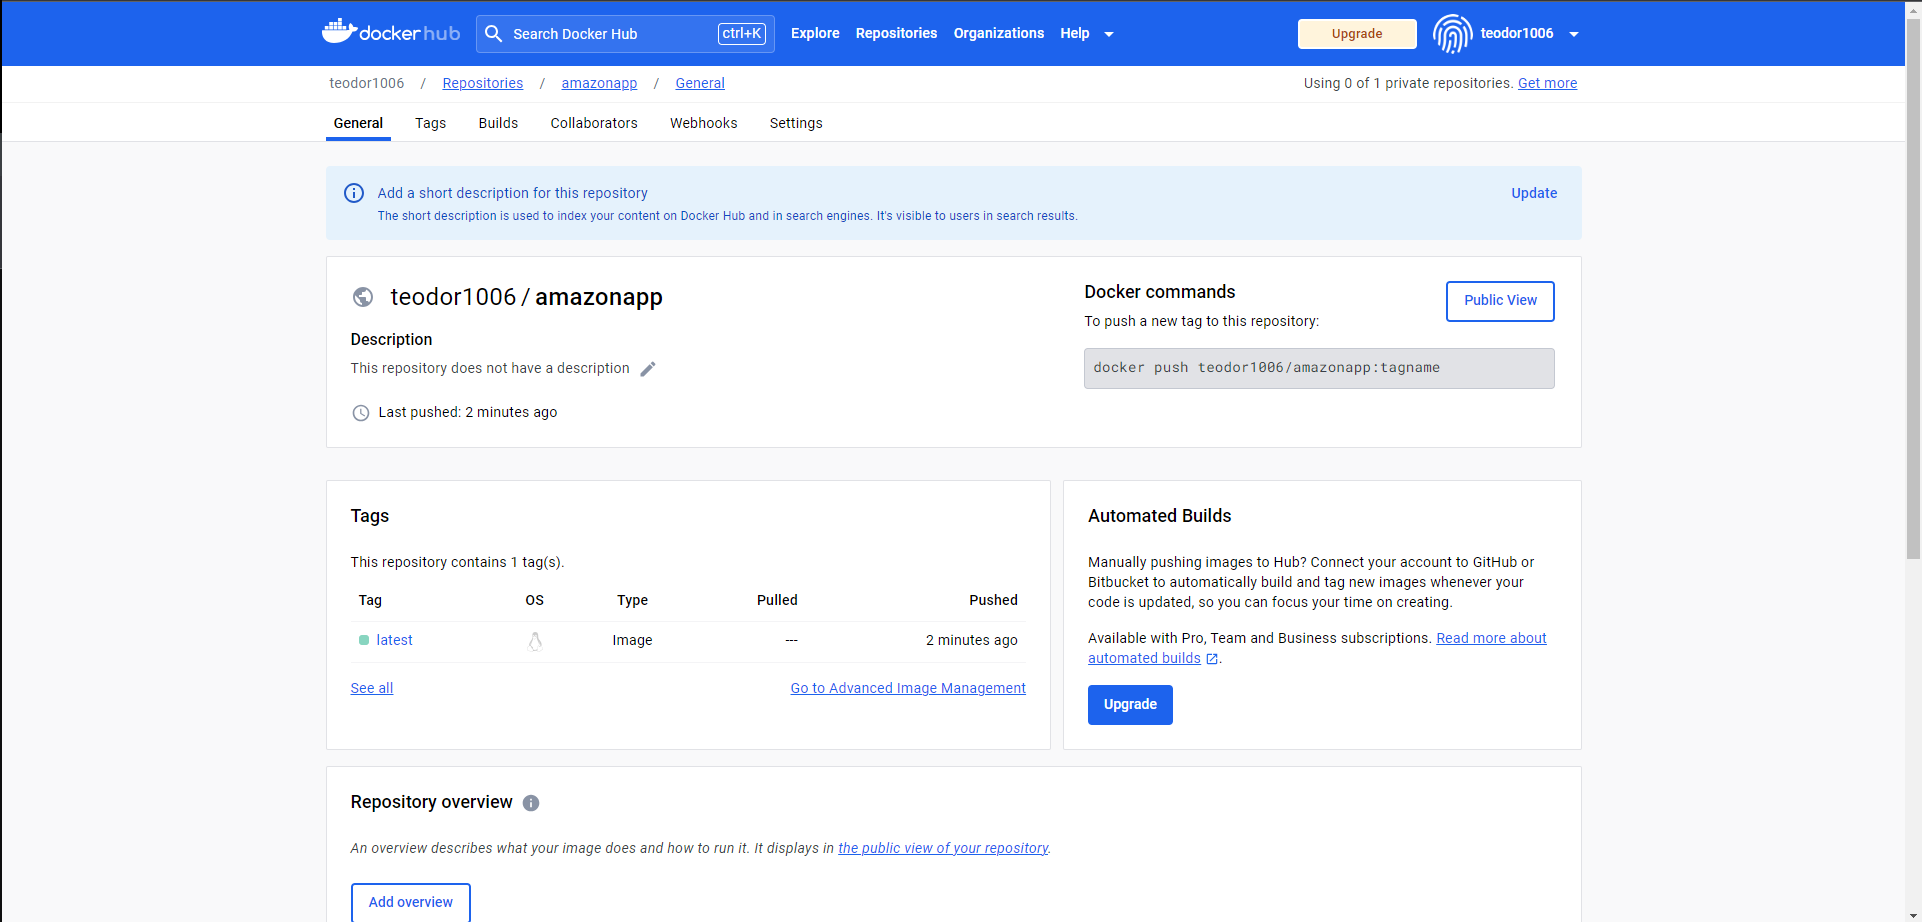 docker hub
Search Docker Hub
ctrl+K
Explore
Repositories
Organizations
Help
Upgrade
teodor1006
teodor1006 / Repositories / amazonapp / General
Using 0 of 1 private repositories. Get more
General
Tags
Builds
Collaborators
Webhooks
Settings
Add a short description for this repository
Update
The short description is used to index your content on Docker Hub and in search engines. It's visible to users in search results.
teodor1006 / amazonapp
Description
This repository does not have a description
Last pushed: 2 minutes ago
Docker commands
Public View
To push a new tag to this repository:
docker push teodor1006/amazonapp:tagname
Tags
This repository contains 1 tag(s).
Tag OS Type Pulled Pushed
latest Image --- 2 minutes ago
See all
Go to Advanced Image Management
Automated Builds
Manually pushing images to Hub? Connect your account to GitHub or
Bitbucket to automatically build and tag new images whenever your
code is updated, so you can focus your time on creating.
Available with Pro, Team and Business subscriptions. Read more about
automated builds .
Upgrade
Repository overview
An overview describes what your image does and how to run it. It displays in the public view of your repository.
Add overview